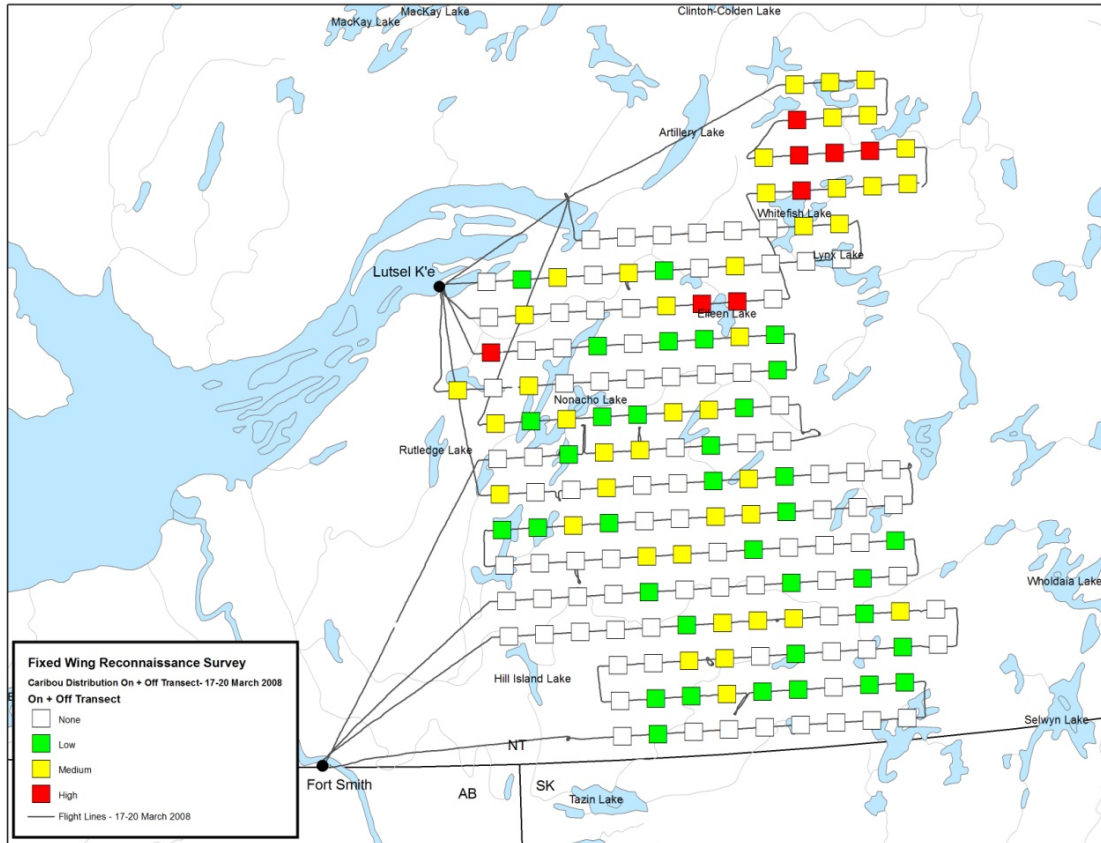 MacKay Lake
MacKay Lake
Clinton-Colden Lake
Artillery Lake
Whitefish Lake
Lynx Lake
Lutsel K'e
Eileen Lake
Nonacho Lake
Rutledge Lake
Wholdaia Lake
Hill Island Lake
Selwyn Lake
NT
Fort Smith
AB
SK
Tazin Lake
Fixed Wing Reconnaissance Survey
Caribou Distribution On + Off Transect- 17-20 March 2008
On + Off Transect
None
Low
Medium
High
Flight Lines - 17-20 March 2008